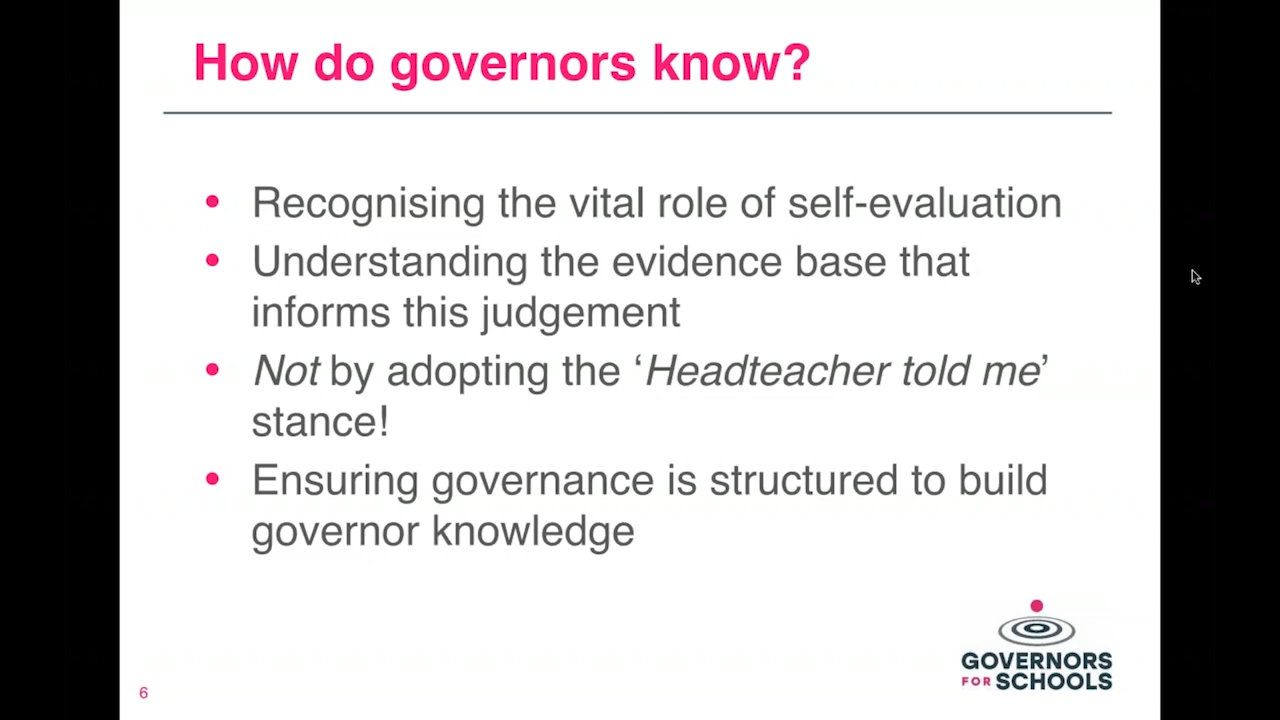 How do governors know?
• Recognising the vital role of self-evaluation
• Understanding the evidence base that
informs this judgement
• Not by adopting the ‘Headteacher told me’
stance!
• Ensuring governance is structured to build
governor knowledge
GOVERNORS
FOR SCHOOLS
6